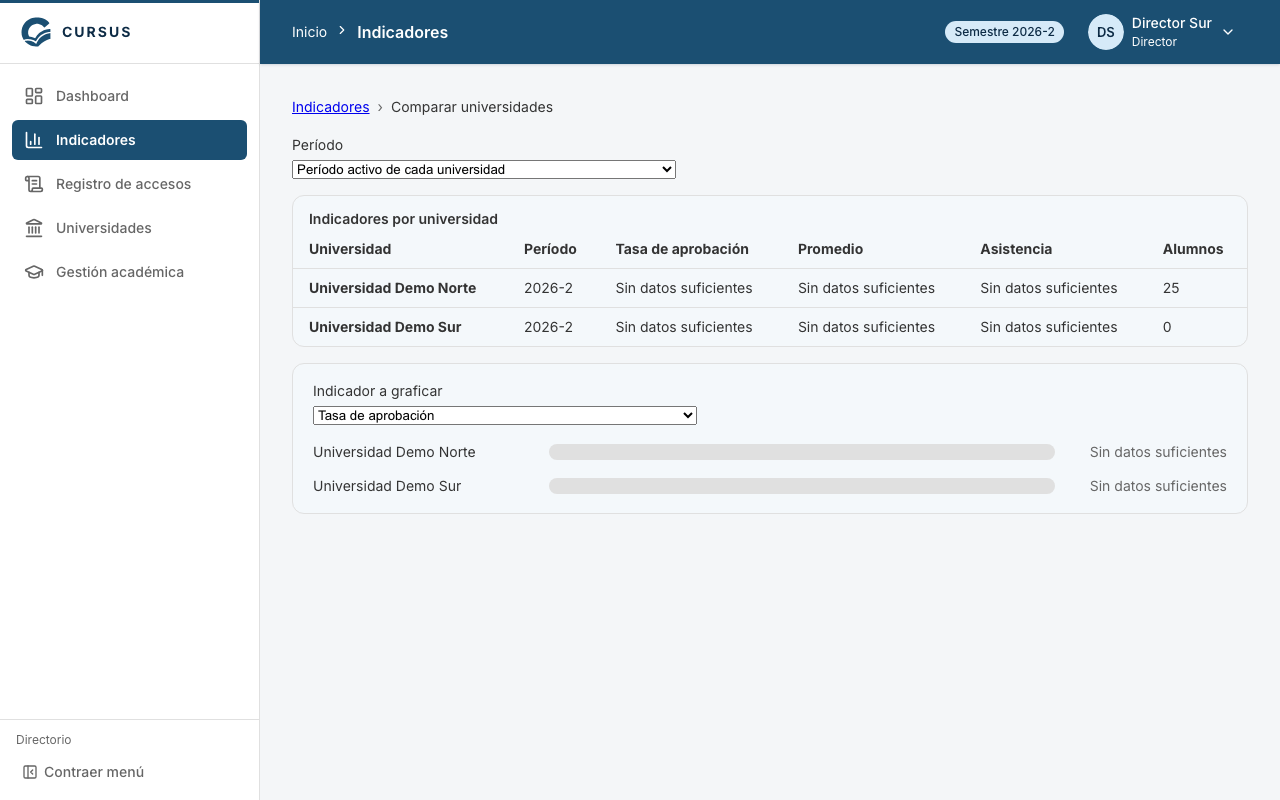 CURSUS
Inicio > Indicadores
Semestre 2026-2
DS
Director Sur
Director
Dashboard
Indicadores
Registro de accesos
Universidades
Gestión académica
Directorio
Contraer menú
Indicadores › Comparar universidades
Período
Período activo de cada universidad
Indicadores por universidad
Universidad Período Tasa de aprobación Promedio Asistencia Alumnos
Universidad Demo Norte 2026-2 Sin datos suficientes Sin datos suficientes Sin datos suficientes 25
Universidad Demo Sur 2026-2 Sin datos suficientes Sin datos suficientes Sin datos suficientes 0
Indicador a graficar
Tasa de aprobación
Universidad Demo Norte Sin datos suficientes
Universidad Demo Sur Sin datos suficientes